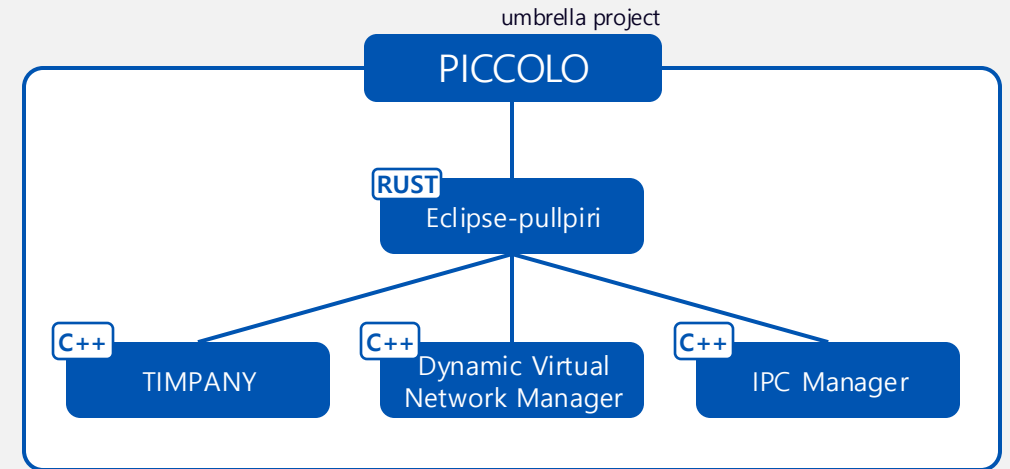 umbrella project
PICCOLO
RUST
Eclipse-pullpiri
C++
TIMPANY
C++
Dynamic Virtual
Network Manager
C++
IPC Manager